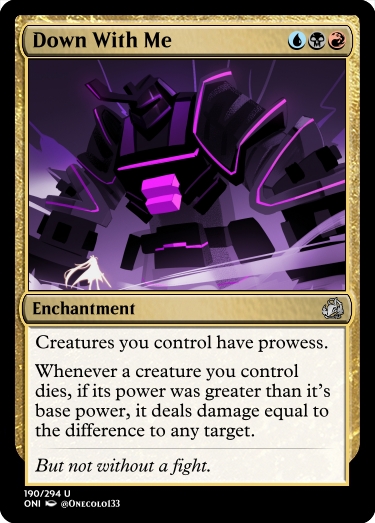 Down With Me
Enchantment
Creatures you control have prowess.
Whenever a creature you control
dies, if its power was greater than it's
base power, it deals damage equal to
the difference to any target.
But not without a fight.
190/294 U
ONI @Onecolo133